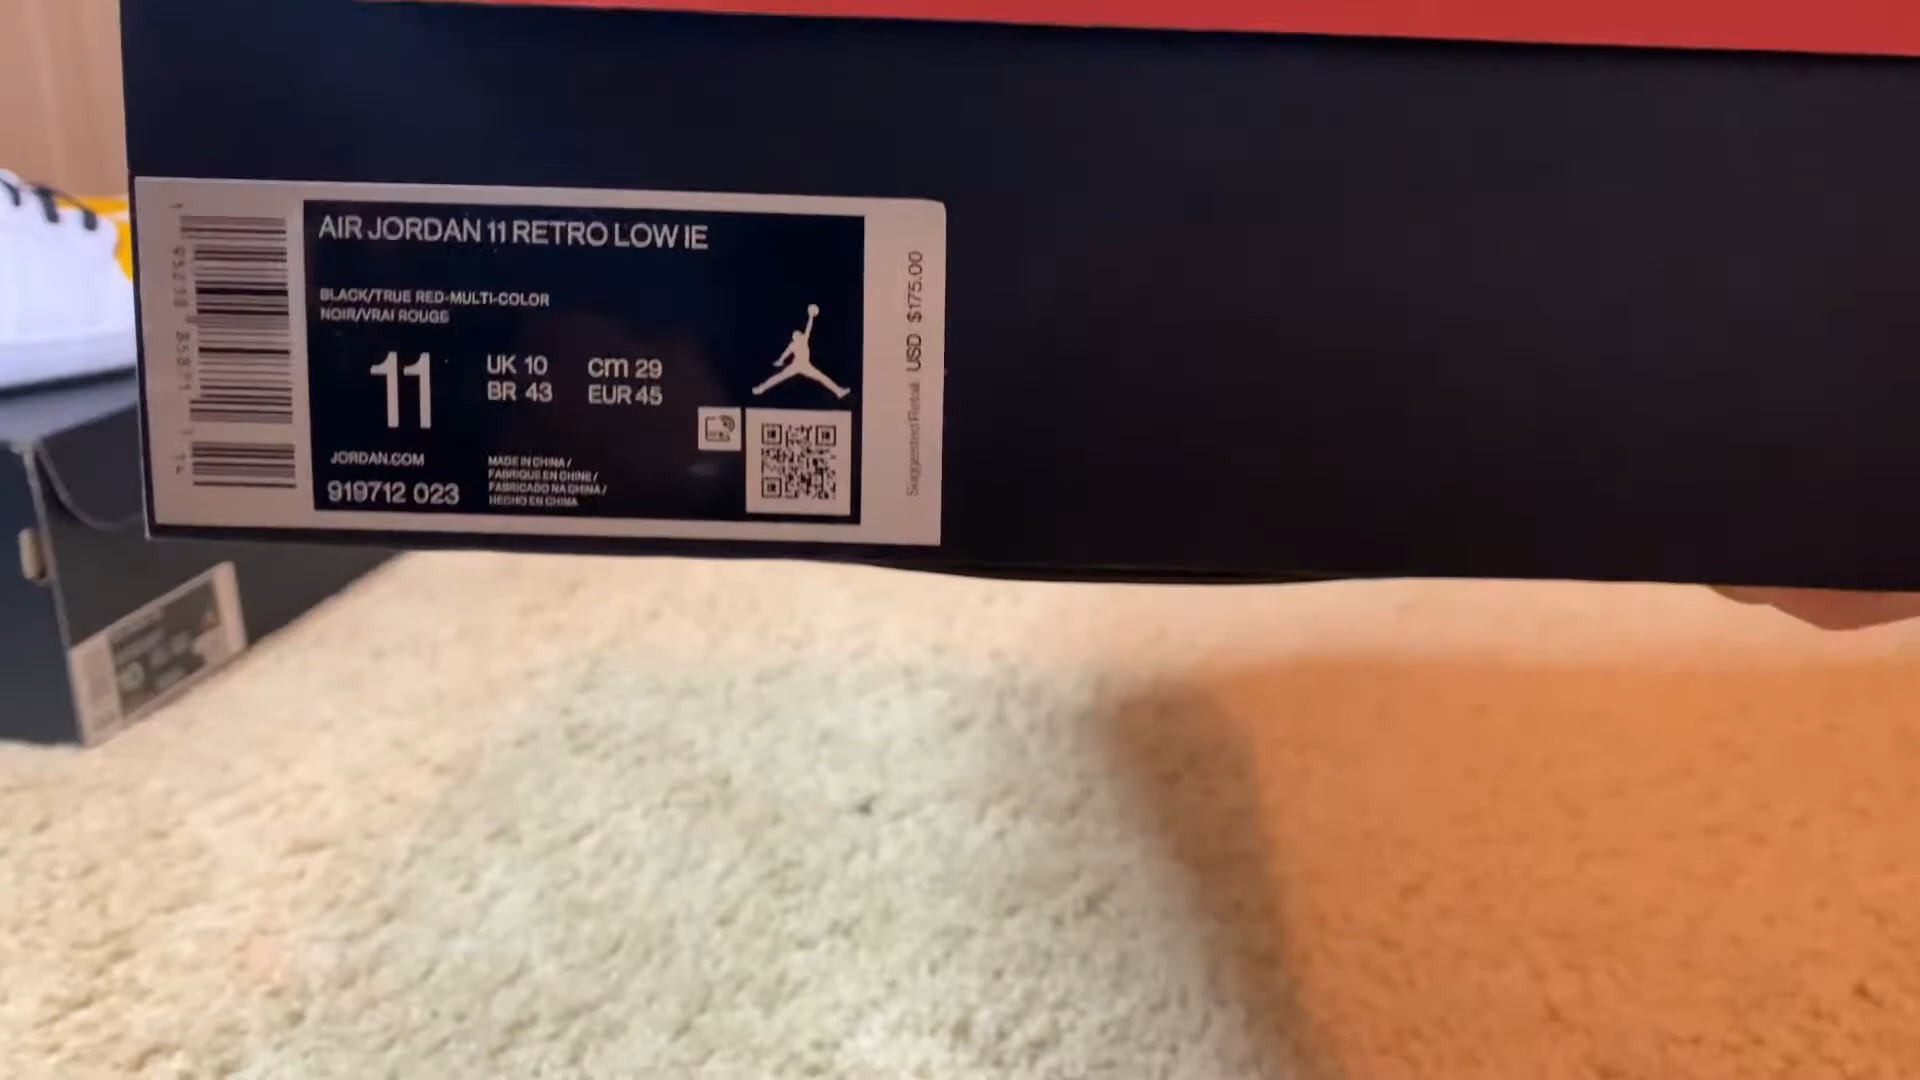 AIR JORDAN 11 RETRO LOW IE
BLACK/TRUE RED-MULTI-COLOR
NOIR/VRAI ROUGE
11
UK 10
cm 29
BR 43
EUR 45
JORDAN.COM
919712 023
MADE IN CHINA /
FABRIQUE EN CHINE /
FABRICADO NA CHINA /
HECHO EN CHINA
Suggested Retail USD $175.00
10